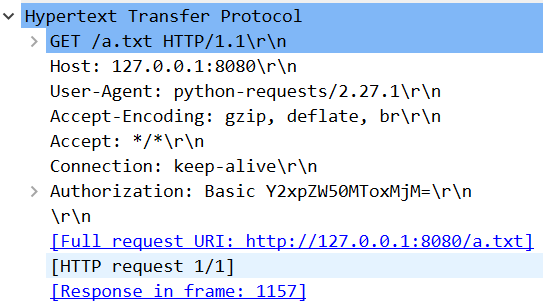 Hypertext Transfer Protocol
GET /a.txt HTTP/1.1\r\n
Host: 127.0.0.1:8080\r\n
User-Agent: python-requests/2.27.1\r\n
Accept-Encoding: gzip, deflate, br\r\n
Accept: */*\r\n
Connection: keep-alive\r\n
Authorization: Basic Y2xpZW50MToxMjM=\r\n
\r\n
[Full request URI: http://127.0.0.1:8080/a.txt]
[HTTP request 1/1]
[Response in frame: 1157]